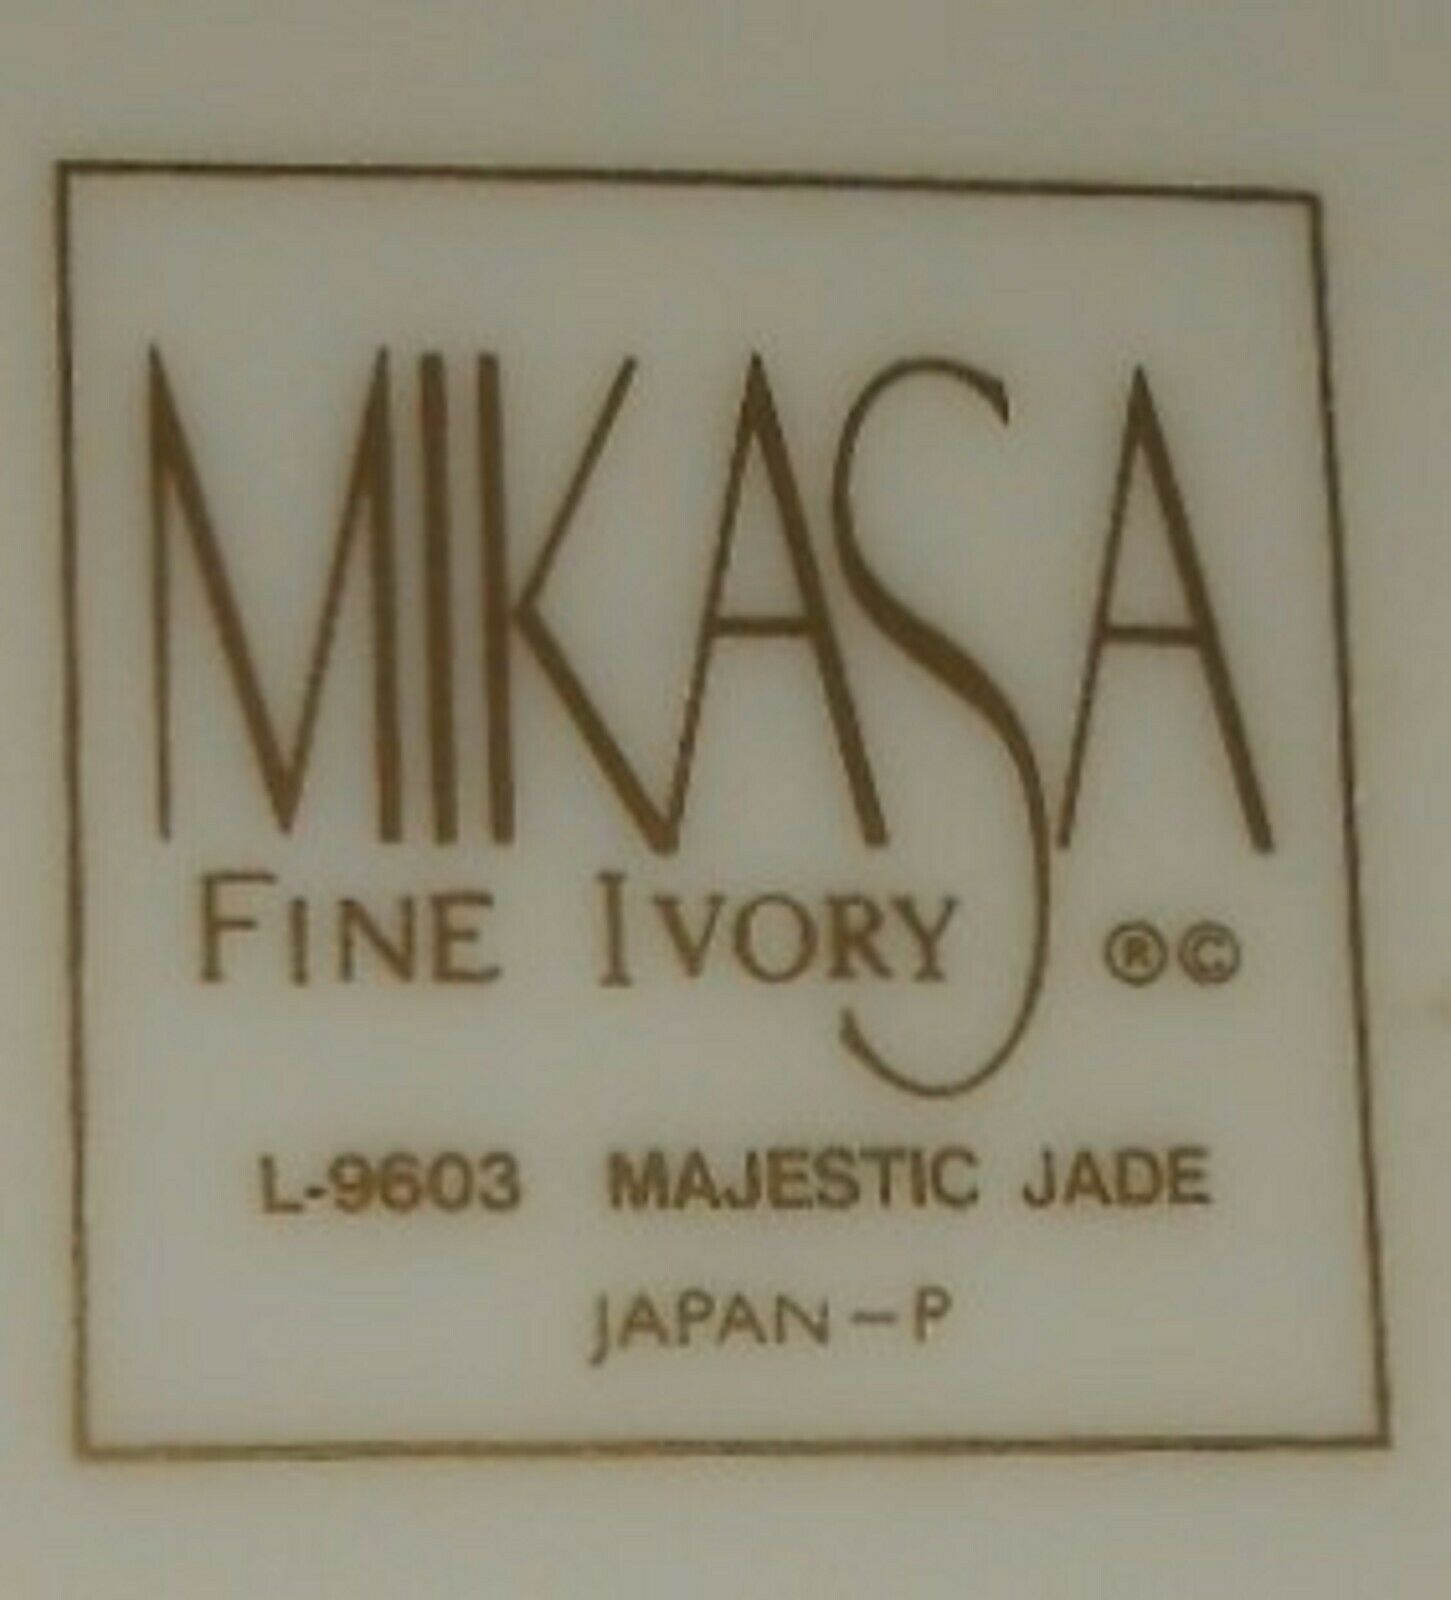 MIKASA
FINE IVORY ®©
L-9603 MAJESTIC JADE
JAPAN–P